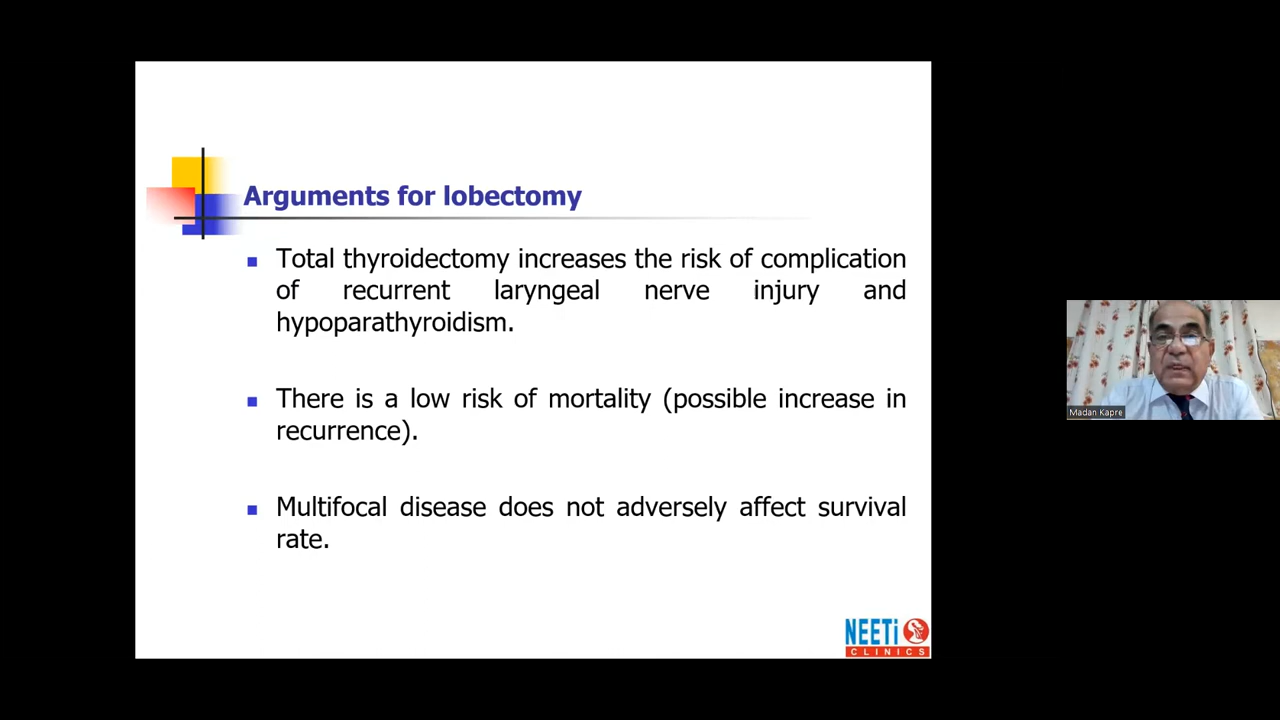 Arguments for lobectomy
Total thyroidectomy increases the risk of complication
of recurrent laryngeal nerve injury and
hypoparathyroidism.
There is a low risk of mortality (possible increase in
recurrence).
Multifocal disease does not adversely affect survival
rate.
NEETi
CLINICS
Madan Kapre